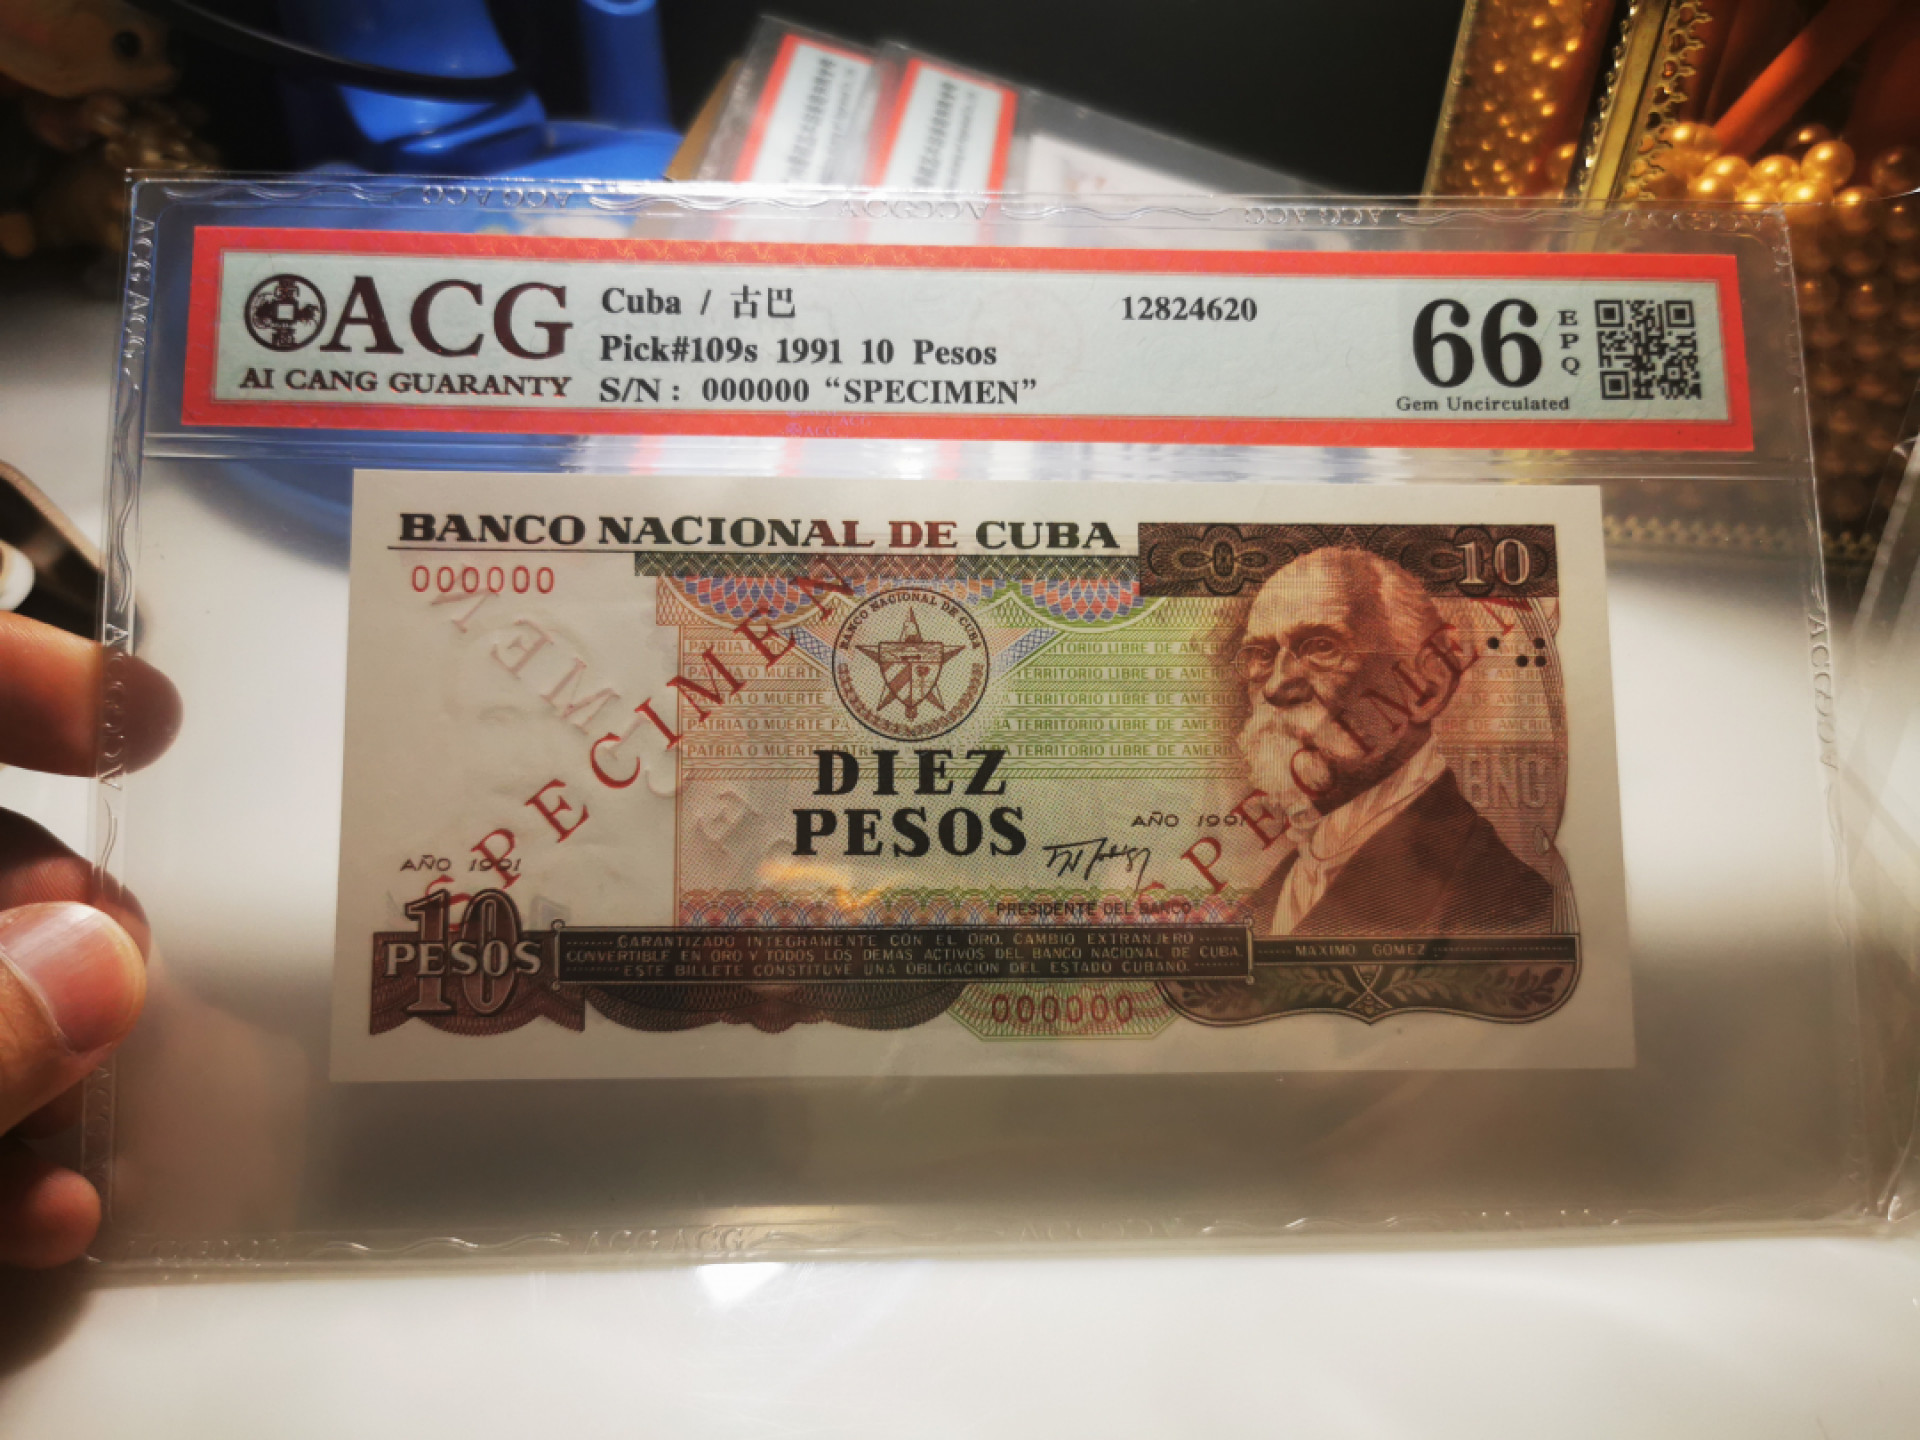 ACG
AI CANG GUARANTY
Cuba / 古巴
Pick#109s 1991 10 Pesos
S/N: 000000 “SPECIMEN”
12824620
66
EPQ
Gem Uncirculated
BANCO NACIONAL DE CUBA
10
000000
SPECIMEN
BANCO NACIONAL DE CUBA
PATRIA O MUERTE
TERRITORIO LIBRE DE
DIEZ
PESOS
AÑO 1991
PRESIDENTE DEL BANCO
SPECIMEN
BNC
AÑO 1991
10
PESOS
GARANTIZADO INTEGRAMENTE CON EL ORO, CAMBIO EXTRANJERO
CONVERTIBLE EN ORO Y TODOS LOS DEMAS ACTIVOS DEL BANCO NACIONAL DE CUBA.
ESTE BILLETE CONSTITUYE UNA OBLIGACION DEL ESTADO CUBANO.
MAXIMO GOMEZ
000000